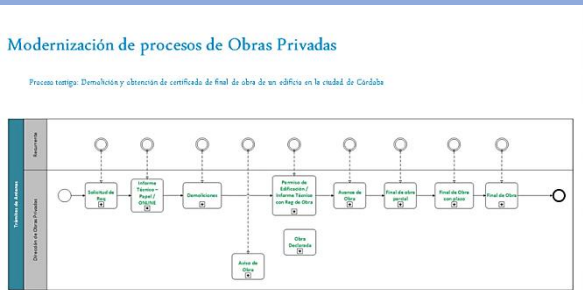 Modernización de procesos de Obras Privadas
Proceso testigo: Demolición y obtención de certificado de final de obra de un edificio en la ciudad de Córdoba
Trámites de Antenas
Recurrente
Dirección de Obras Privadas
Solicitud de
Req
Informe
Técnico –
Papel /
ONLINE
Demoliciones
Aviso de
Obra
Permiso de
Edificación /
Informe Técnico
con Reg de Obra
Obra
Declarada
Avance de
Obra
Final de obra
parcial
Final de Obra
con plazo
Final de Obra